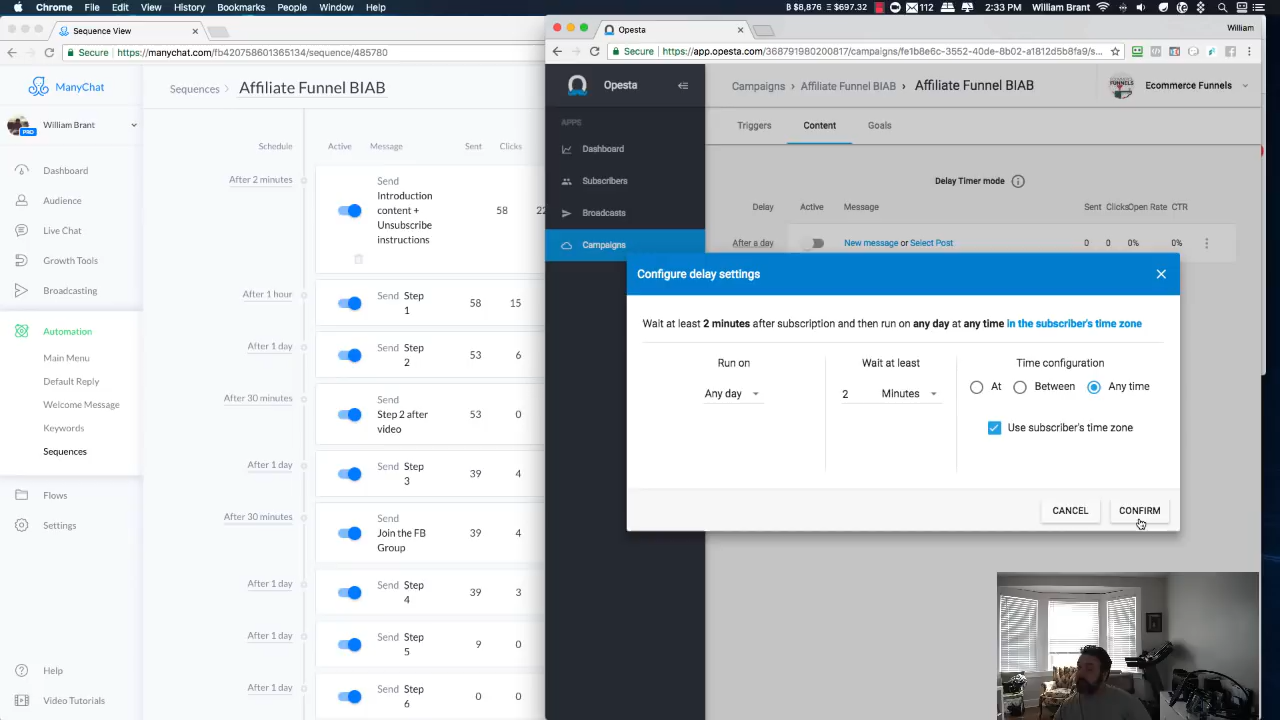 Chrome File Edit View History Bookmarks People Window Help
$8,876 $697.32 112 2:33 PM William Brant
Sequence View
Secure https://manychat.com/fb420758601365134/sequence/485780
ManyChat
William Brant
PRO
Dashboard
Audience
Live Chat
Growth Tools
Broadcasting
Automation
Main Menu
Default Reply
Welcome Message
Keywords
Sequences
Flows
Settings
Help
Video Tutorials
Sequences › Affiliate Funnel BIAB
Schedule Active Message Sent Clicks
After 2 minutes
Send
Introduction
content +
Unsubscribe
instructions
58 22
After 1 hour
Send Step
1
58 15
After 1 day
Send Step
2
53 6
After 30 minutes
Send
Step 2 after
video
53 0
After 1 day
Send Step
3
39 4
After 30 minutes
Send
Join the FB
Group
39 4
After 1 day
Send Step
4
39 3
After 1 day
Send Step
5
9 0
After 1 day
Send Step
6
0 0
Opesta
William
Secure https://app.opesta.com/368791980200817/campaigns/fe1b8e6c-3552-40de-8b02-a1812d5b8fa9/s...
Opesta
APPS
Dashboard
Subscribers
Broadcasts
Campaigns
Campaigns › Affiliate Funnel BIAB › Affiliate Funnel BIAB
Ecommerce Funnels
Triggers Content Goals
Delay Timer mode
Delay Active Message Sent Clicks Open Rate CTR
After a day New message or Select Post 0 0 0% 0%
Configure delay settings
Wait at least 2 minutes after subscription and then run on any day at any time in the subscriber's time zone
Run on
Any day
Wait at least
2 Minutes
Time configuration
At Between Any time
Use subscriber's time zone
CANCEL CONFIRM